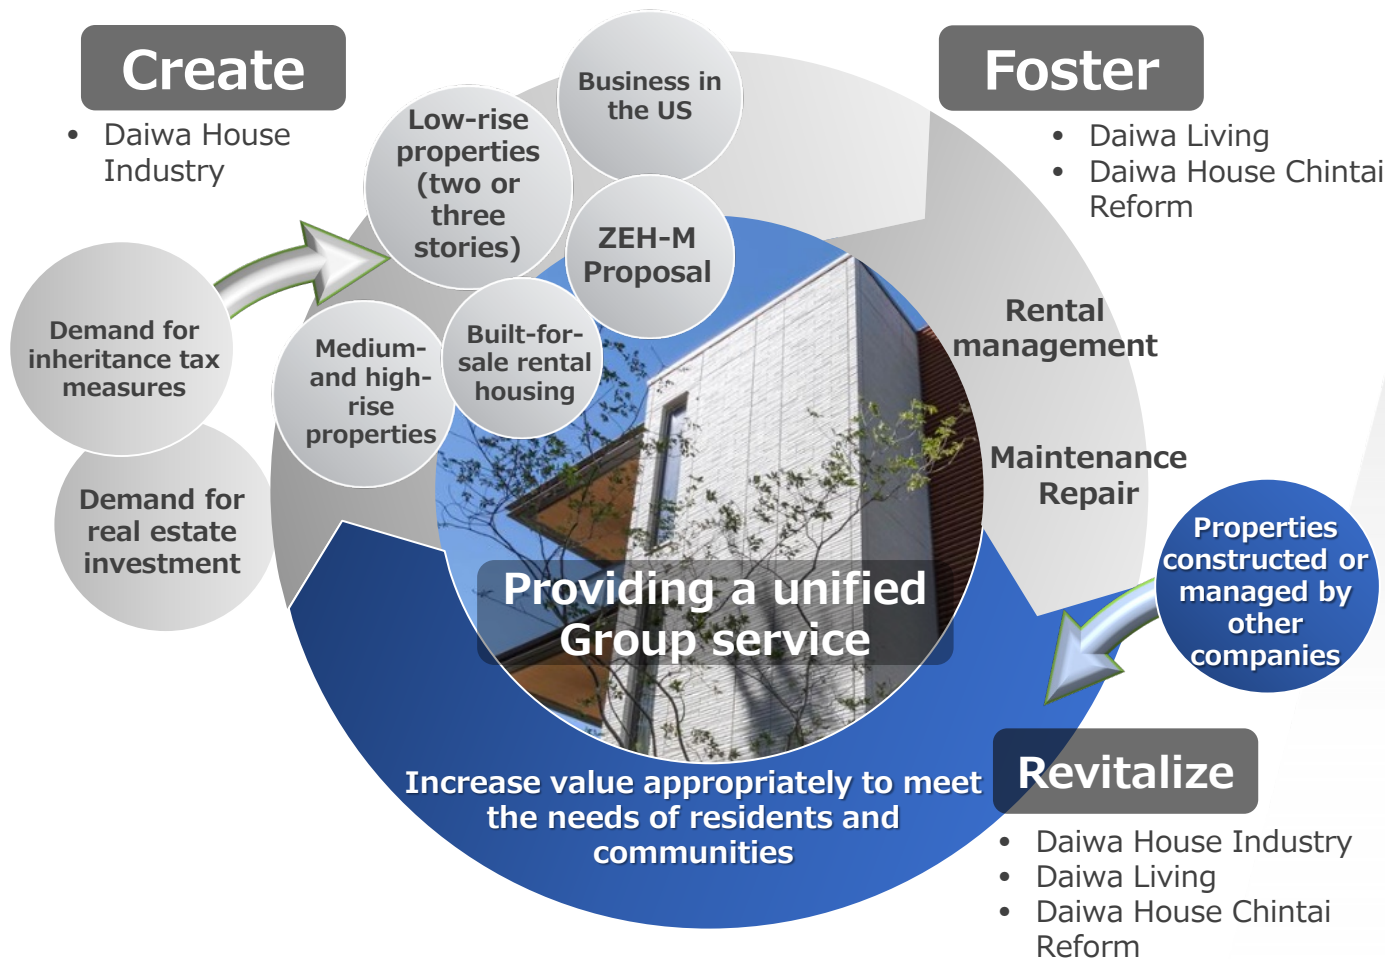 Create
• Daiwa House
Industry
Foster
• Daiwa Living
• Daiwa House Chintai
Reform
Business in
the US
Low-rise
properties
(two or
three
stories)
ZEH-M
Proposal
Demand for
inheritance tax
measures
Medium-
and high-
rise
properties
Built-for-
sale rental
housing
Rental
management
Demand for
real estate
investment
Maintenance
Repair
Properties
constructed or
managed by
other
companies
Providing a unified
Group service
Increase value appropriately to meet
the needs of residents and
communities
Revitalize
• Daiwa House Industry
• Daiwa Living
• Daiwa House Chintai
Reform